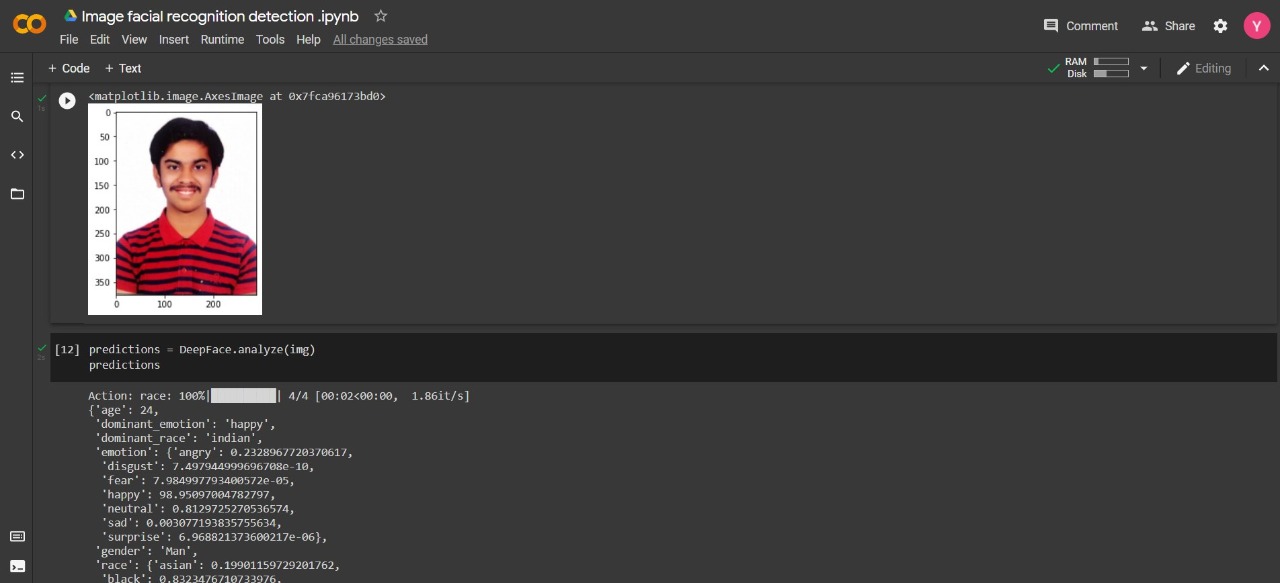 Image facial recognition detection .ipynb
File Edit View Insert Runtime Tools Help All changes saved
Comment Share Y
+ Code + Text
RAM
Disk
Editing
1s
<matplotlib.image.AxesImage at 0x7fca96173bd0>
0
50
100
150
200
250
300
350
0 100 200
2s
[12] predictions = DeepFace.analyze(img)
predictions
Action: race: 100%| | 4/4 [00:02<00:00, 1.86it/s]
{'age': 24,
'dominant_emotion': 'happy',
'dominant_race': 'indian',
'emotion': {'angry': 0.2328967720370617,
'disgust': 7.497944999696708e-10,
'fear': 7.984997793400572e-05,
'happy': 98.95097004782797,
'neutral': 0.8129725270536574,
'sad': 0.003077193835755634,
'surprise': 6.968821373600217e-06},
'gender': 'Man',
'race': {'asian': 0.19901159729201762,
'black': 0.8323476710733976,